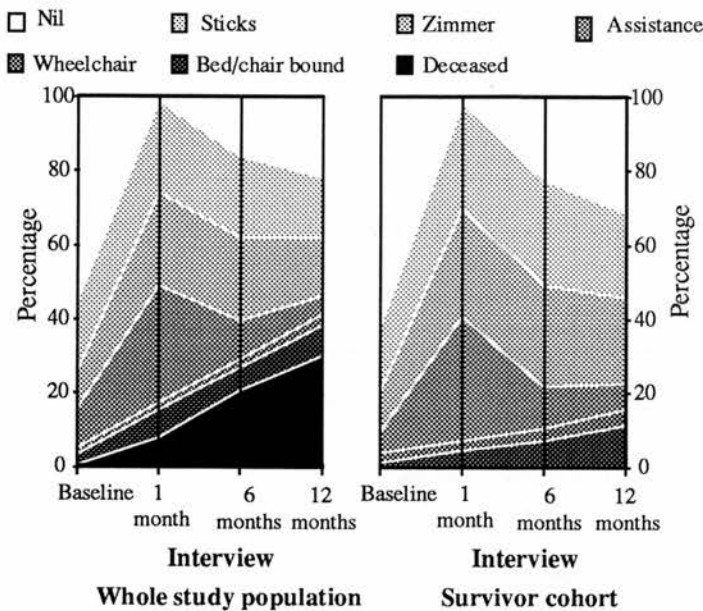 Nil Sticks Zimmer Assistance
Wheelchair Bed/chair bound Deceased
100 100
80 80
60 60
40 40
20 20
0 0
Percentage Percentage
Baseline 1 6 12 Baseline 1 6 12
month months months month months months
Interview Interview
Whole study population Survivor cohort